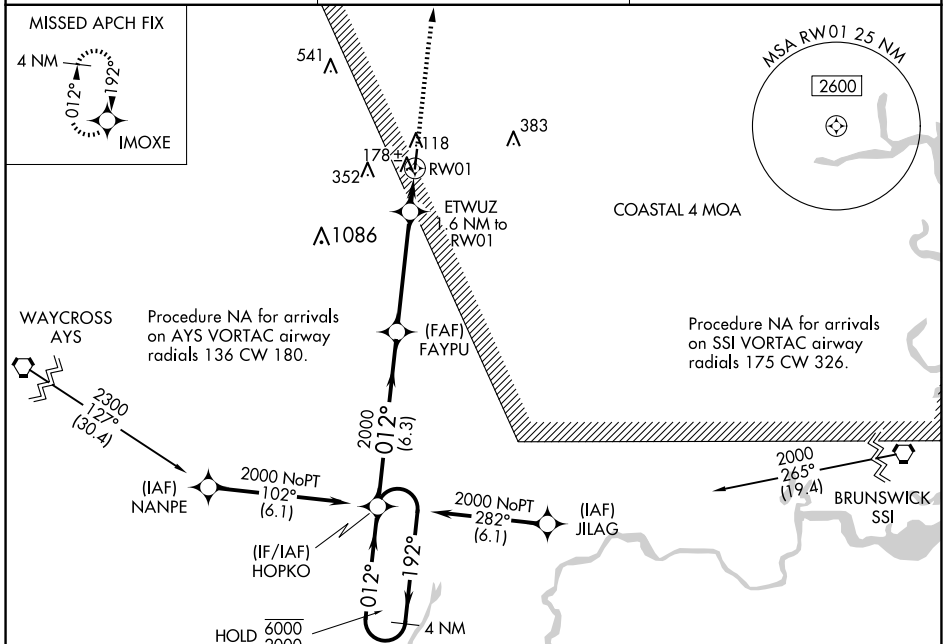 MISSED APCH FIX
4 NM
012°
192°
IMOXE
541
118
178±
352
RW01
383
MSA RW01 25 NM
2600
ETWUZ
1.6 NM to
RW01
1086
COASTAL 4 MOA
WAYCROSS
AYS
Procedure NA for arrivals
on AYS VORTAC airway
radials 136 CW 180.
(FAF)
FAYPU
Procedure NA for arrivals
on SSI VORTAC airway
radials 175 CW 326.
2300
127°
(30.4)
2000
012°
(6.3)
(IAF)
NANPE
2000 NoPT
102°
(6.1)
2000 NoPT
282°
(6.1)
(IAF)
JILAG
2000
265°
(19.4)
BRUNSWICK
SSI
(IF/IAF)
HOPKO
012°
192°
HOLD 6000
2000
4 NM